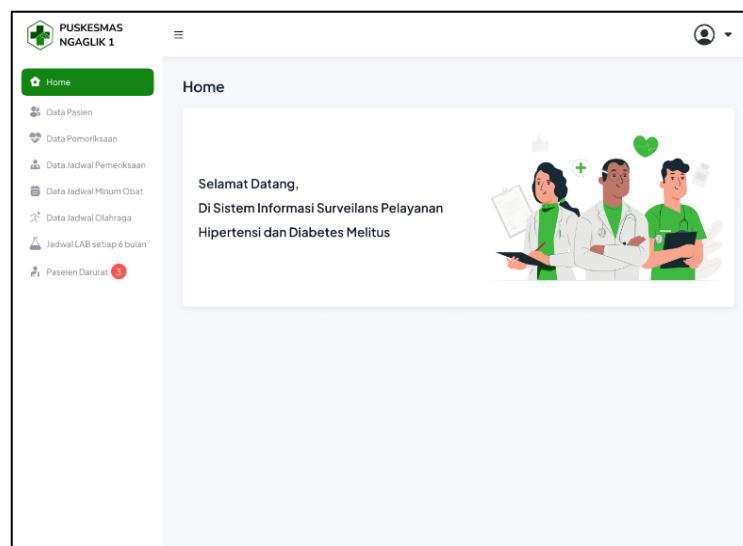 PUSKESMAS
NGAGLIK 1
Home
Data Pasien
Data Pemeriksaan
Data Jadwal Pemeriksaan
Data Jadwal Minum Obat
Data Jadwal Olahraga
Jadwal LAB setiap 6 bulan
Paseien Darurat 3
Home
Selamat Datang,
Di Sistem Informasi Surveilans Pelayanan
Hipertensi dan Diabetes Melitus